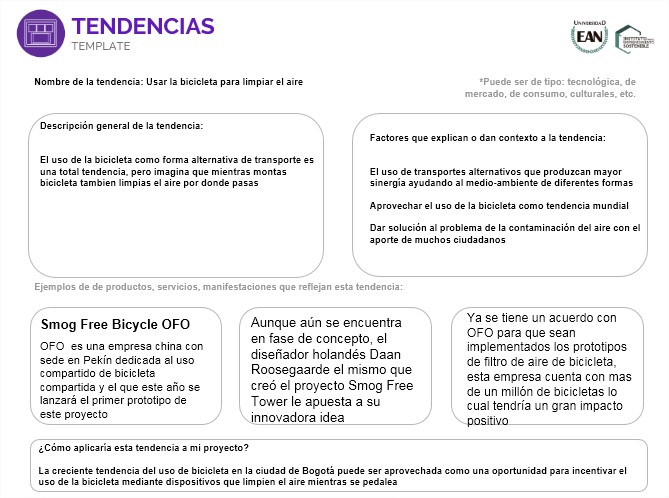 TENDENCIAS
TEMPLATE
UNIVERSIDAD
EAN
SOSTENIBLE
Nombre de la tendencia: Usar la bicicleta para limpiar el aire
*Puede ser de tipo: tecnológica, de
mercado, de consumo, culturales, etc.
Descripción general de la tendencia:
El uso de la bicicleta como forma alternativa de transporte es
una total tendencia, pero imagina que mientras montas
bicicleta tambien limpias el aire por donde pasas
Factores que explican o dan contexto a la tendencia:
El uso de transportes alternativos que produzcan mayor
sinergía ayudando al medio-ambiente de diferentes formas
Aprovechar el uso de la bicicleta como tendencia mundial
Dar solución al problema de la contaminación del aire con el
aporte de muchos ciudadanos
Ejemplos de de productos, servicios, manifestaciones que reflejan esta tendencia:
Smog Free Bicycle OFO
OFO es una empresa china con
sede en Pekín dedicada al uso
compartido de bicicleta
compartida y el que este año se
lanzará el primer prototipo de
este proyecto
Aunque aún se encuentra
en fase de concepto, el
diseñador holandés Daan
Roosegaarde el mismo que
creó el proyecto Smog Free
Tower le apuesta a su
innovadora idea
Ya se tiene un acuerdo con
OFO para que sean
implementados los prototipos
de filtro de aire de bicicleta,
esta empresa cuenta con mas
de un millón de bicicletas lo
cual tendría un gran impacto
positivo
¿Cómo aplicaría esta tendencia a mi proyecto?
La creciente tendencia del uso de bicicleta en la ciudad de Bogotà puede ser aprovechada como una oportunidad para incentivar el
uso de la bicicleta mediante dispositivos que limpien el aire mientras se pedalea